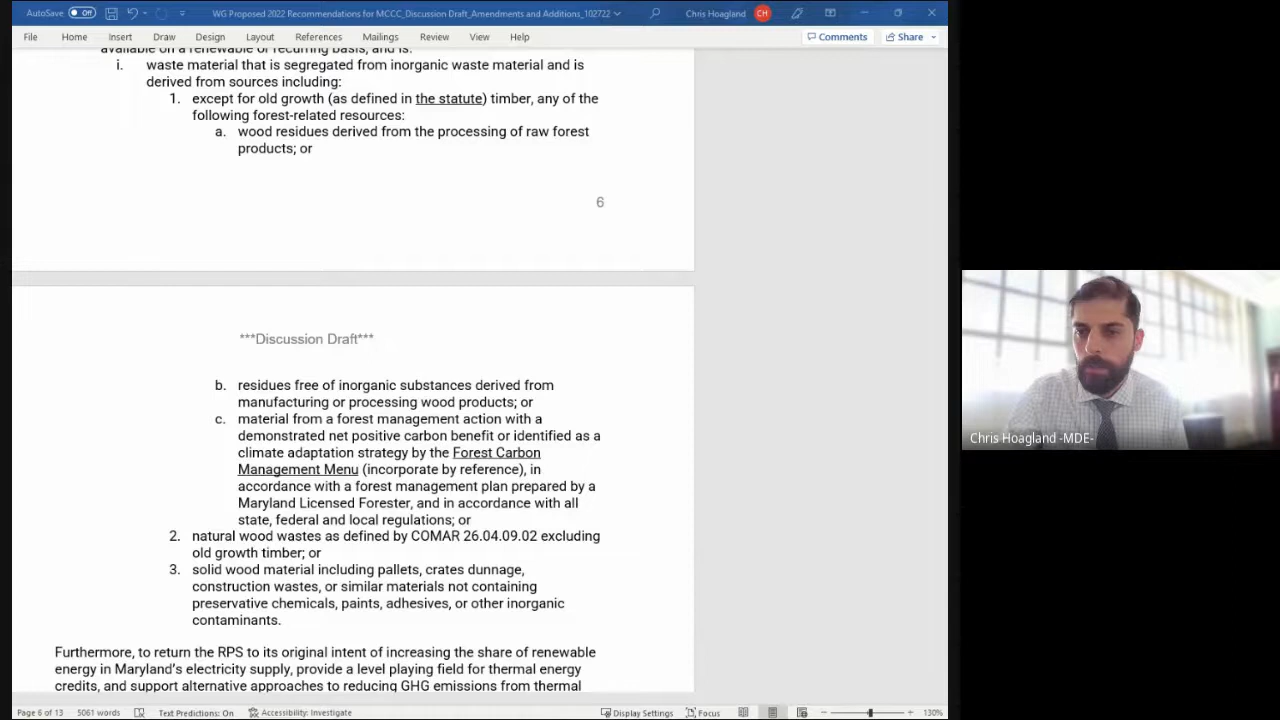 AutoSave Off WG Proposed 2022 Recommendations for MCCC_Discussion Draft_Amendments and Additions_102722 Chris Hoagland CH
File Home Insert Draw Design Layout References Mailings Review View Help Comments Share
available on a renewable or recurring basis, and is:
i. waste material that is segregated from inorganic waste material and is
derived from sources including:
1. except for old growth (as defined in the statute) timber, any of the
following forest-related resources:
a. wood residues derived from the processing of raw forest
products; or
6
***Discussion Draft***
b. residues free of inorganic substances derived from
manufacturing or processing wood products; or
c. material from a forest management action with a
demonstrated net positive carbon benefit or identified as a
climate adaptation strategy by the Forest Carbon
Management Menu (incorporate by reference), in
accordance with a forest management plan prepared by a
Maryland Licensed Forester, and in accordance with all
state, federal and local regulations; or
2. natural wood wastes as defined by COMAR 26.04.09.02 excluding
old growth timber; or
3. solid wood material including pallets, crates dunnage,
construction wastes, or similar materials not containing
preservative chemicals, paints, adhesives, or other inorganic
contaminants.
Furthermore, to return the RPS to its original intent of increasing the share of renewable
energy in Maryland's electricity supply, provide a level playing field for thermal energy
credits, and support alternative approaches to reducing GHG emissions from thermal
Page 6 of 13 5061 words Text Predictions: On Accessibility: Investigate Display Settings Focus 130%
Chris Hoagland -MDE-